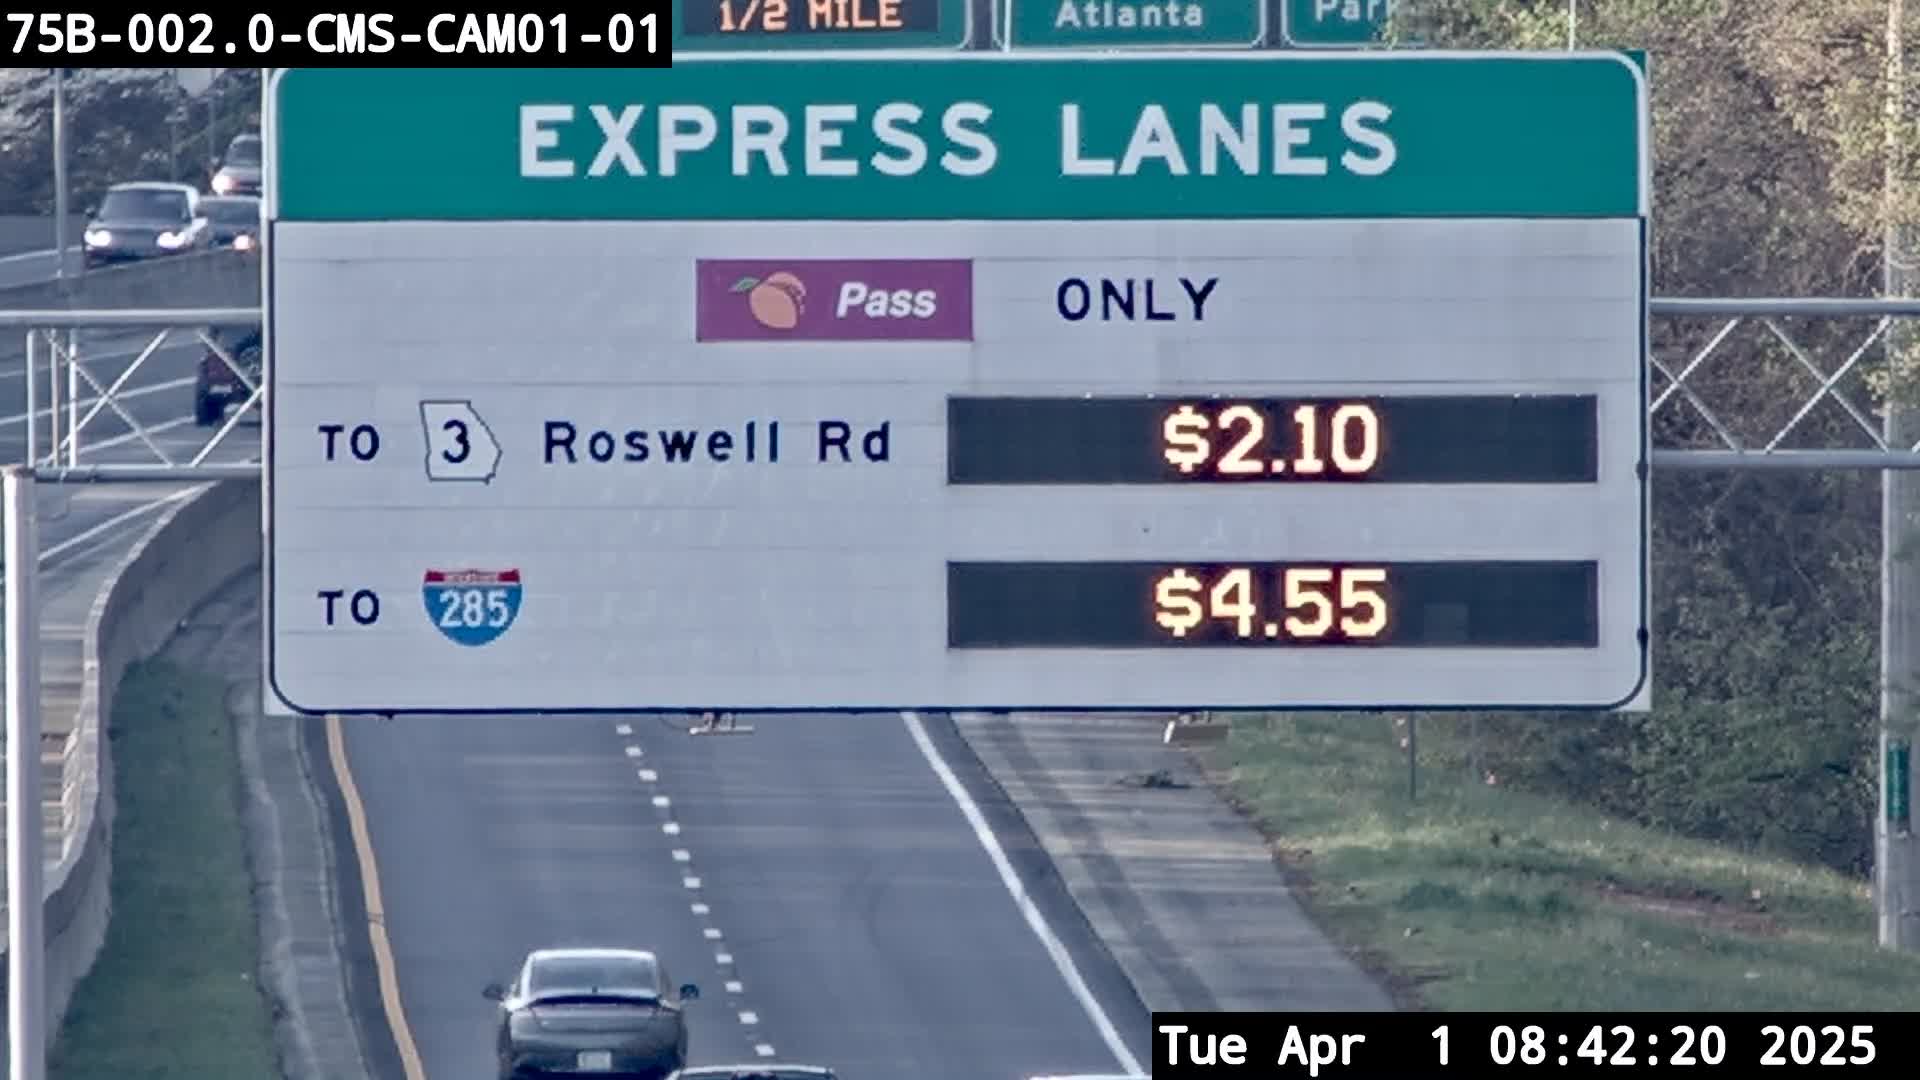 75B-002.0-CMS-CAM01-01
1/2 MILE
Atlanta
EXPRESS LANES
Pass ONLY
TO 3 Roswell Rd $2.10
TO 285 $4.55
Tue Apr 1 08:42:20 2025